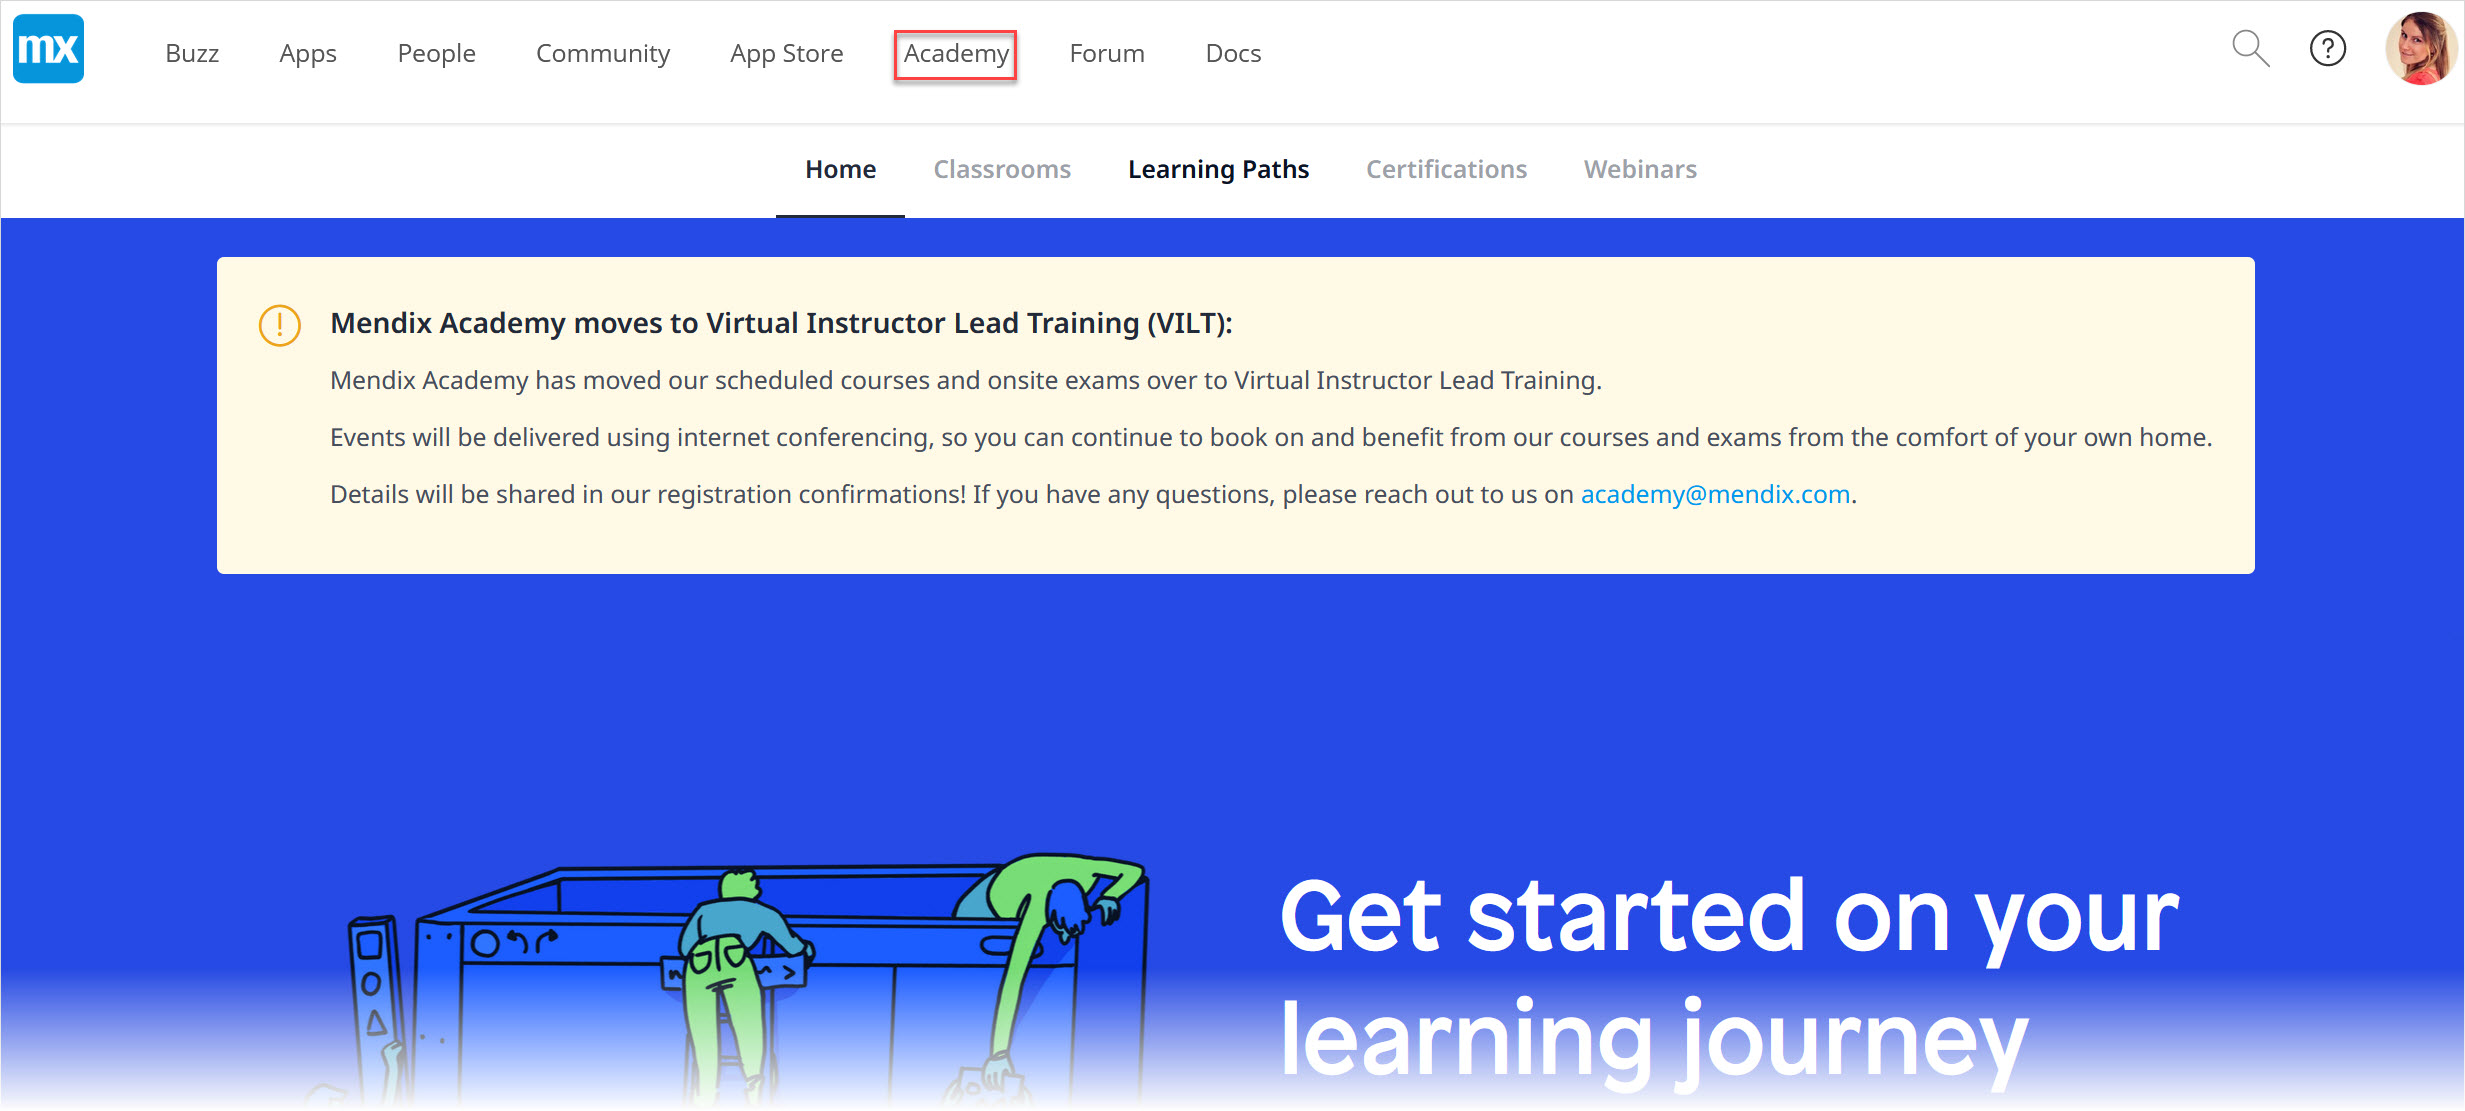 mx
Buzz Apps People Community App Store Academy Forum Docs
Home Classrooms Learning Paths Certifications Webinars
Mendix Academy moves to Virtual Instructor Lead Training (VILT):
Mendix Academy has moved our scheduled courses and onsite exams over to Virtual Instructor Lead Training.
Events will be delivered using internet conferencing, so you can continue to book on and benefit from our courses and exams from the comfort of your own home.
Details will be shared in our registration confirmations! If you have any questions, please reach out to us on academy@mendix.com.
Get started on your
learning journey